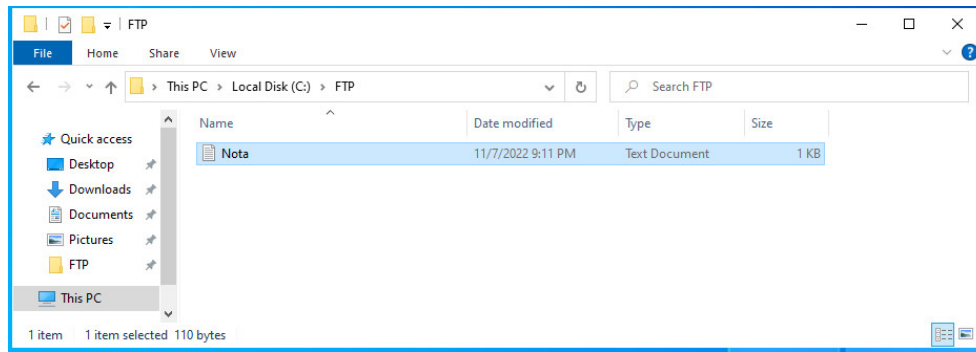 FTP
File Home Share View
This PC > Local Disk (C:) > FTP
Search FTP
Name Date modified Type Size
Nota 11/7/2022 9:11 PM Text Document 1 KB
Quick access
Desktop
Downloads
Documents
Pictures
FTP
This PC
1 item 1 item selected 110 bytes